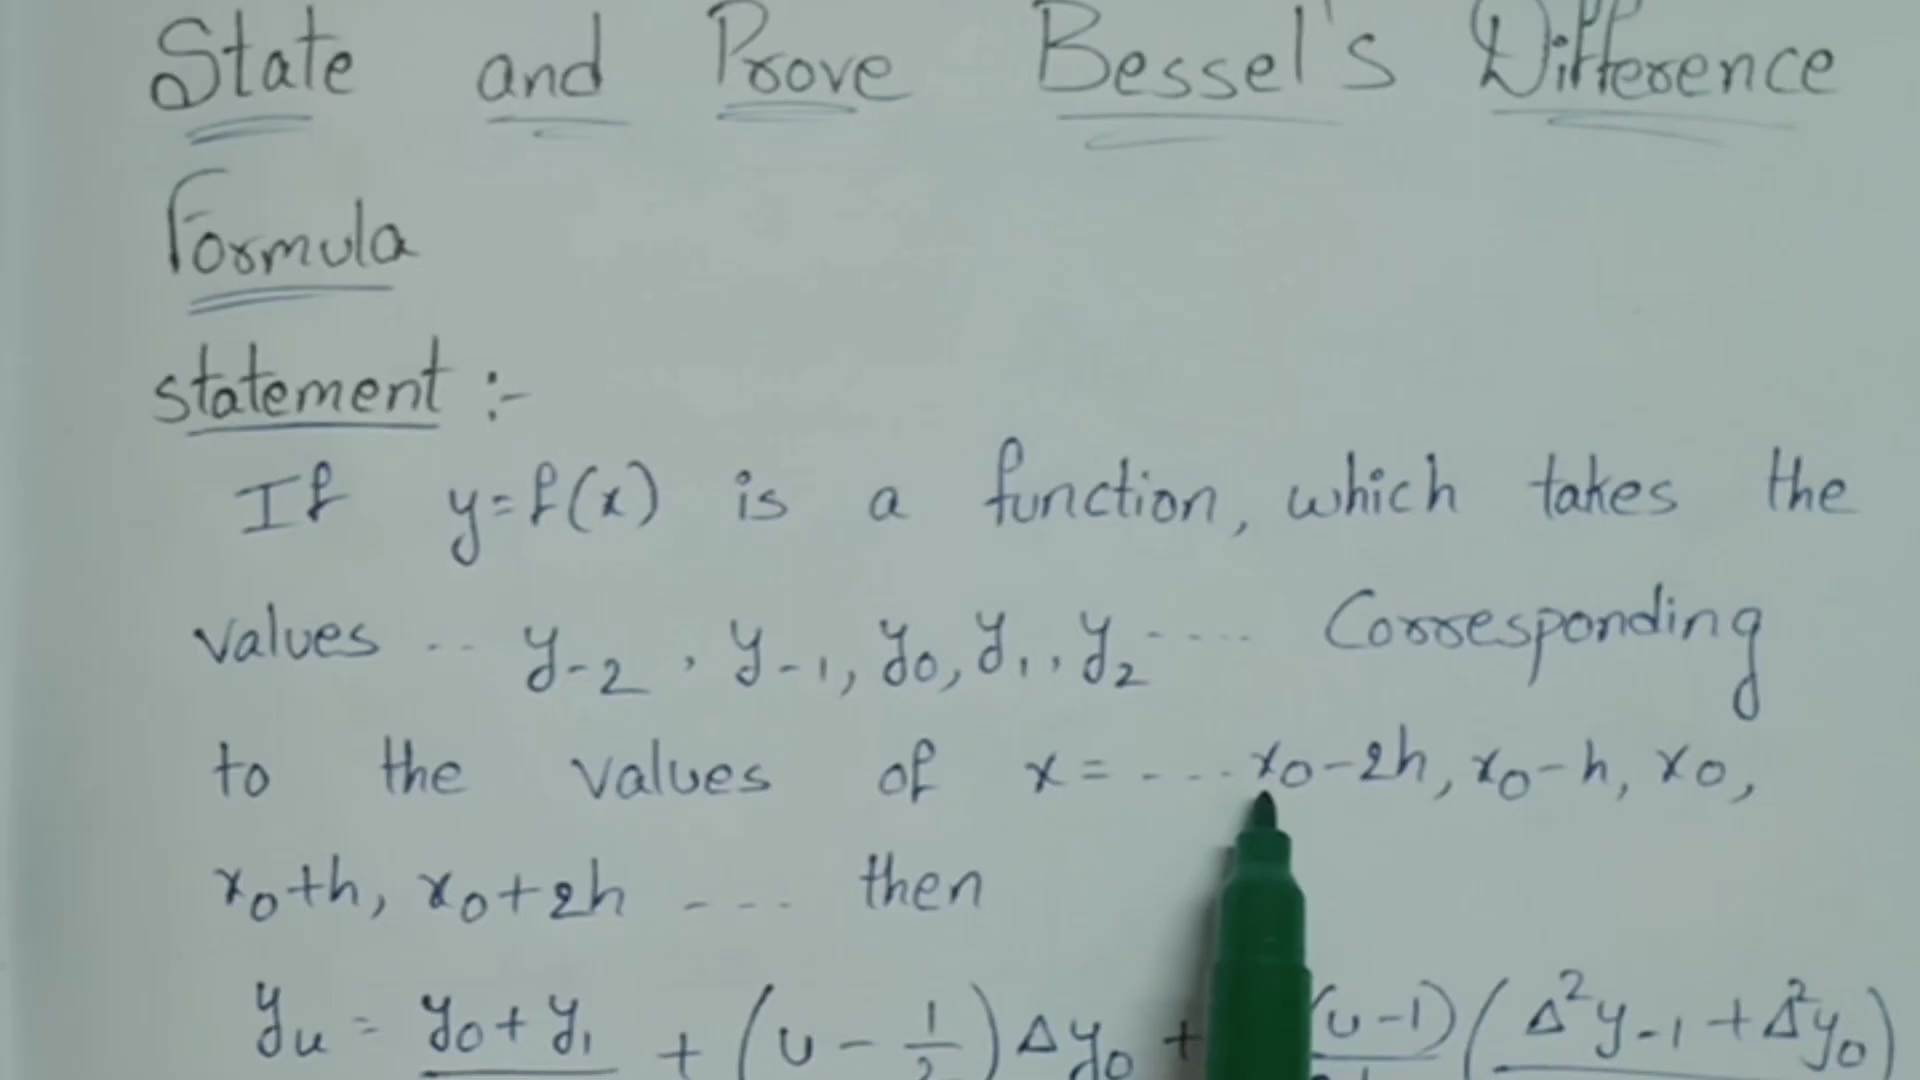 State and Prove Bessel's Difference
Formula
statement :-
If y=f(x) is a function, which takes the
values .. y₋₂, y₋₁, y₀, y₁, y₂ .... Corresponding
to the values of x = ....x₀-2h, x₀-h, x₀,
x₀+h, x₀+2h .... then
yᵤ = y₀+y₁ + (u - 1/2) Δy₀ + (u-1) (Δ²y₋₁ + Δ²y₀)